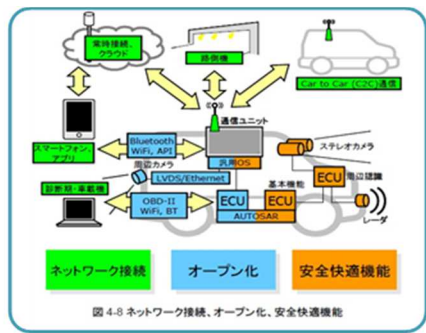 常時接続、
クラウド
路側機
Car to Car (C2C)通信
通信ユニット
スマートフォン、
アプリ
Bluetooth
WiFi, API
汎用OS
ステレオカメラ
周辺カメラ
LVDS/Ethernet
診断期・車載機
OBD-II
WiFi, BT
基本機能
ECU
ECU
ECU
周辺認識
AUTOSAR
レーダ
ネットワーク接続
オープン化
安全快適機能
図 4-8 ネットワーク接続、オープン化、安全快適機能